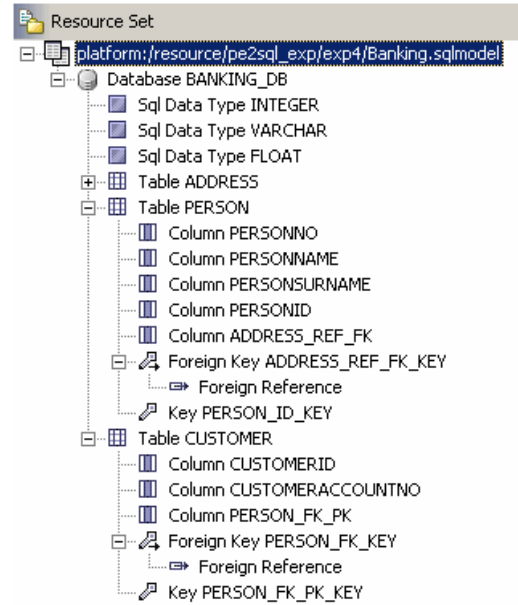 Resource Set
platform:/resource/pe2sql_exp/exp4/Banking.sqlmodel
Database BANKING_DB
Sql Data Type INTEGER
Sql Data Type VARCHAR
Sql Data Type FLOAT
Table ADDRESS
Table PERSON
Column PERSONNO
Column PERSONNAME
Column PERSONSURNAME
Column PERSONID
Column ADDRESS_REF_FK
Foreign Key ADDRESS_REF_FK_KEY
Foreign Reference
Key PERSON_ID_KEY
Table CUSTOMER
Column CUSTOMERID
Column CUSTOMERACCOUNTNO
Column PERSON_FK_PK
Foreign Key PERSON_FK_KEY
Foreign Reference
Key PERSON_FK_PK_KEY